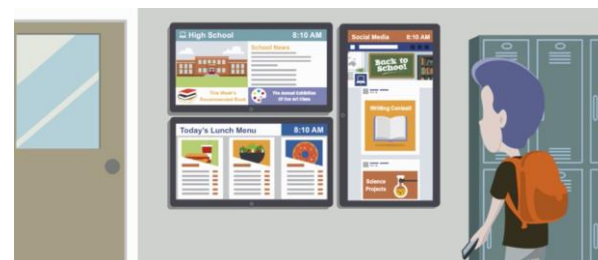 High School 8:10 AM
School News
This Week's
Recommended Book
The Annual Exhibition
Of the Art Class
Today's Lunch Menu 8:10 AM
Social Media 8:10 AM
Back to
School!
Writing Contest
Science
Projects